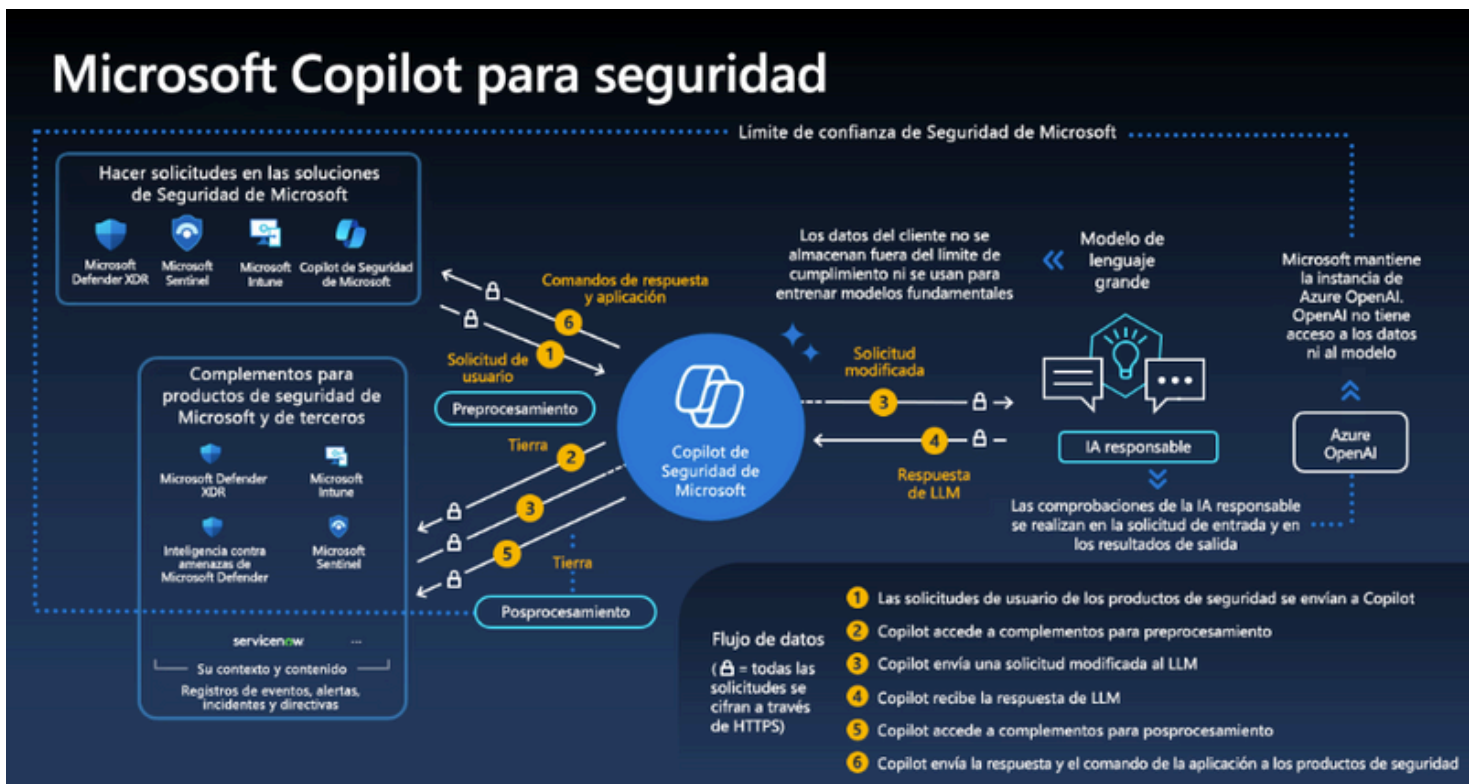 Microsoft Copilot para seguridad
Límite de confianza de Seguridad de Microsoft
Hacer solicitudes en las soluciones
de Seguridad de Microsoft
Microsoft
Defender XDR
Microsoft
Sentinel
Microsoft
Intune
Copilot de Seguridad
de Microsoft
Comandos de respuesta
y aplicación
6
1
Solicitud de
usuario
Preprocesamiento
Los datos del cliente no se
almacenan fuera del límite de
cumplimiento ni se usan para
entrenar modelos fundamentales
Modelo de
lenguaje
grande
Microsoft mantiene
la instancia de
Azure OpenAI.
OpenAI no tiene
acceso a los datos
ni al modelo
Complementos para
productos de seguridad de
Microsoft y de terceros
Microsoft Defender
XDR
Microsoft
Intune
Inteligencia contra
amenazas de
Microsoft Defender
Microsoft
Sentinel
servicenow
...
Su contexto y contenido
Registros de eventos, alertas,
incidentes y directivas
Tierra
2
3
5
Tierra
Posprocesamiento
Copilot de
Seguridad de
Microsoft
Solicitud
modificada
3
4
Respuesta
de LLM
IA responsable
Azure
OpenAI
Las comprobaciones de la IA responsable
se realizan en la solicitud de entrada y en
los resultados de salida
Flujo de datos
( = todas las
solicitudes se
cifran a través
de HTTPS)
1 Las solicitudes de usuario de los productos de seguridad se envían a Copilot
2 Copilot accede a complementos para preprocesamiento
3 Copilot envía una solicitud modificada al LLM
4 Copilot recibe la respuesta de LLM
5 Copilot accede a complementos para posprocesamiento
6 Copilot envía la respuesta y el comando de la aplicación a los productos de seguridad